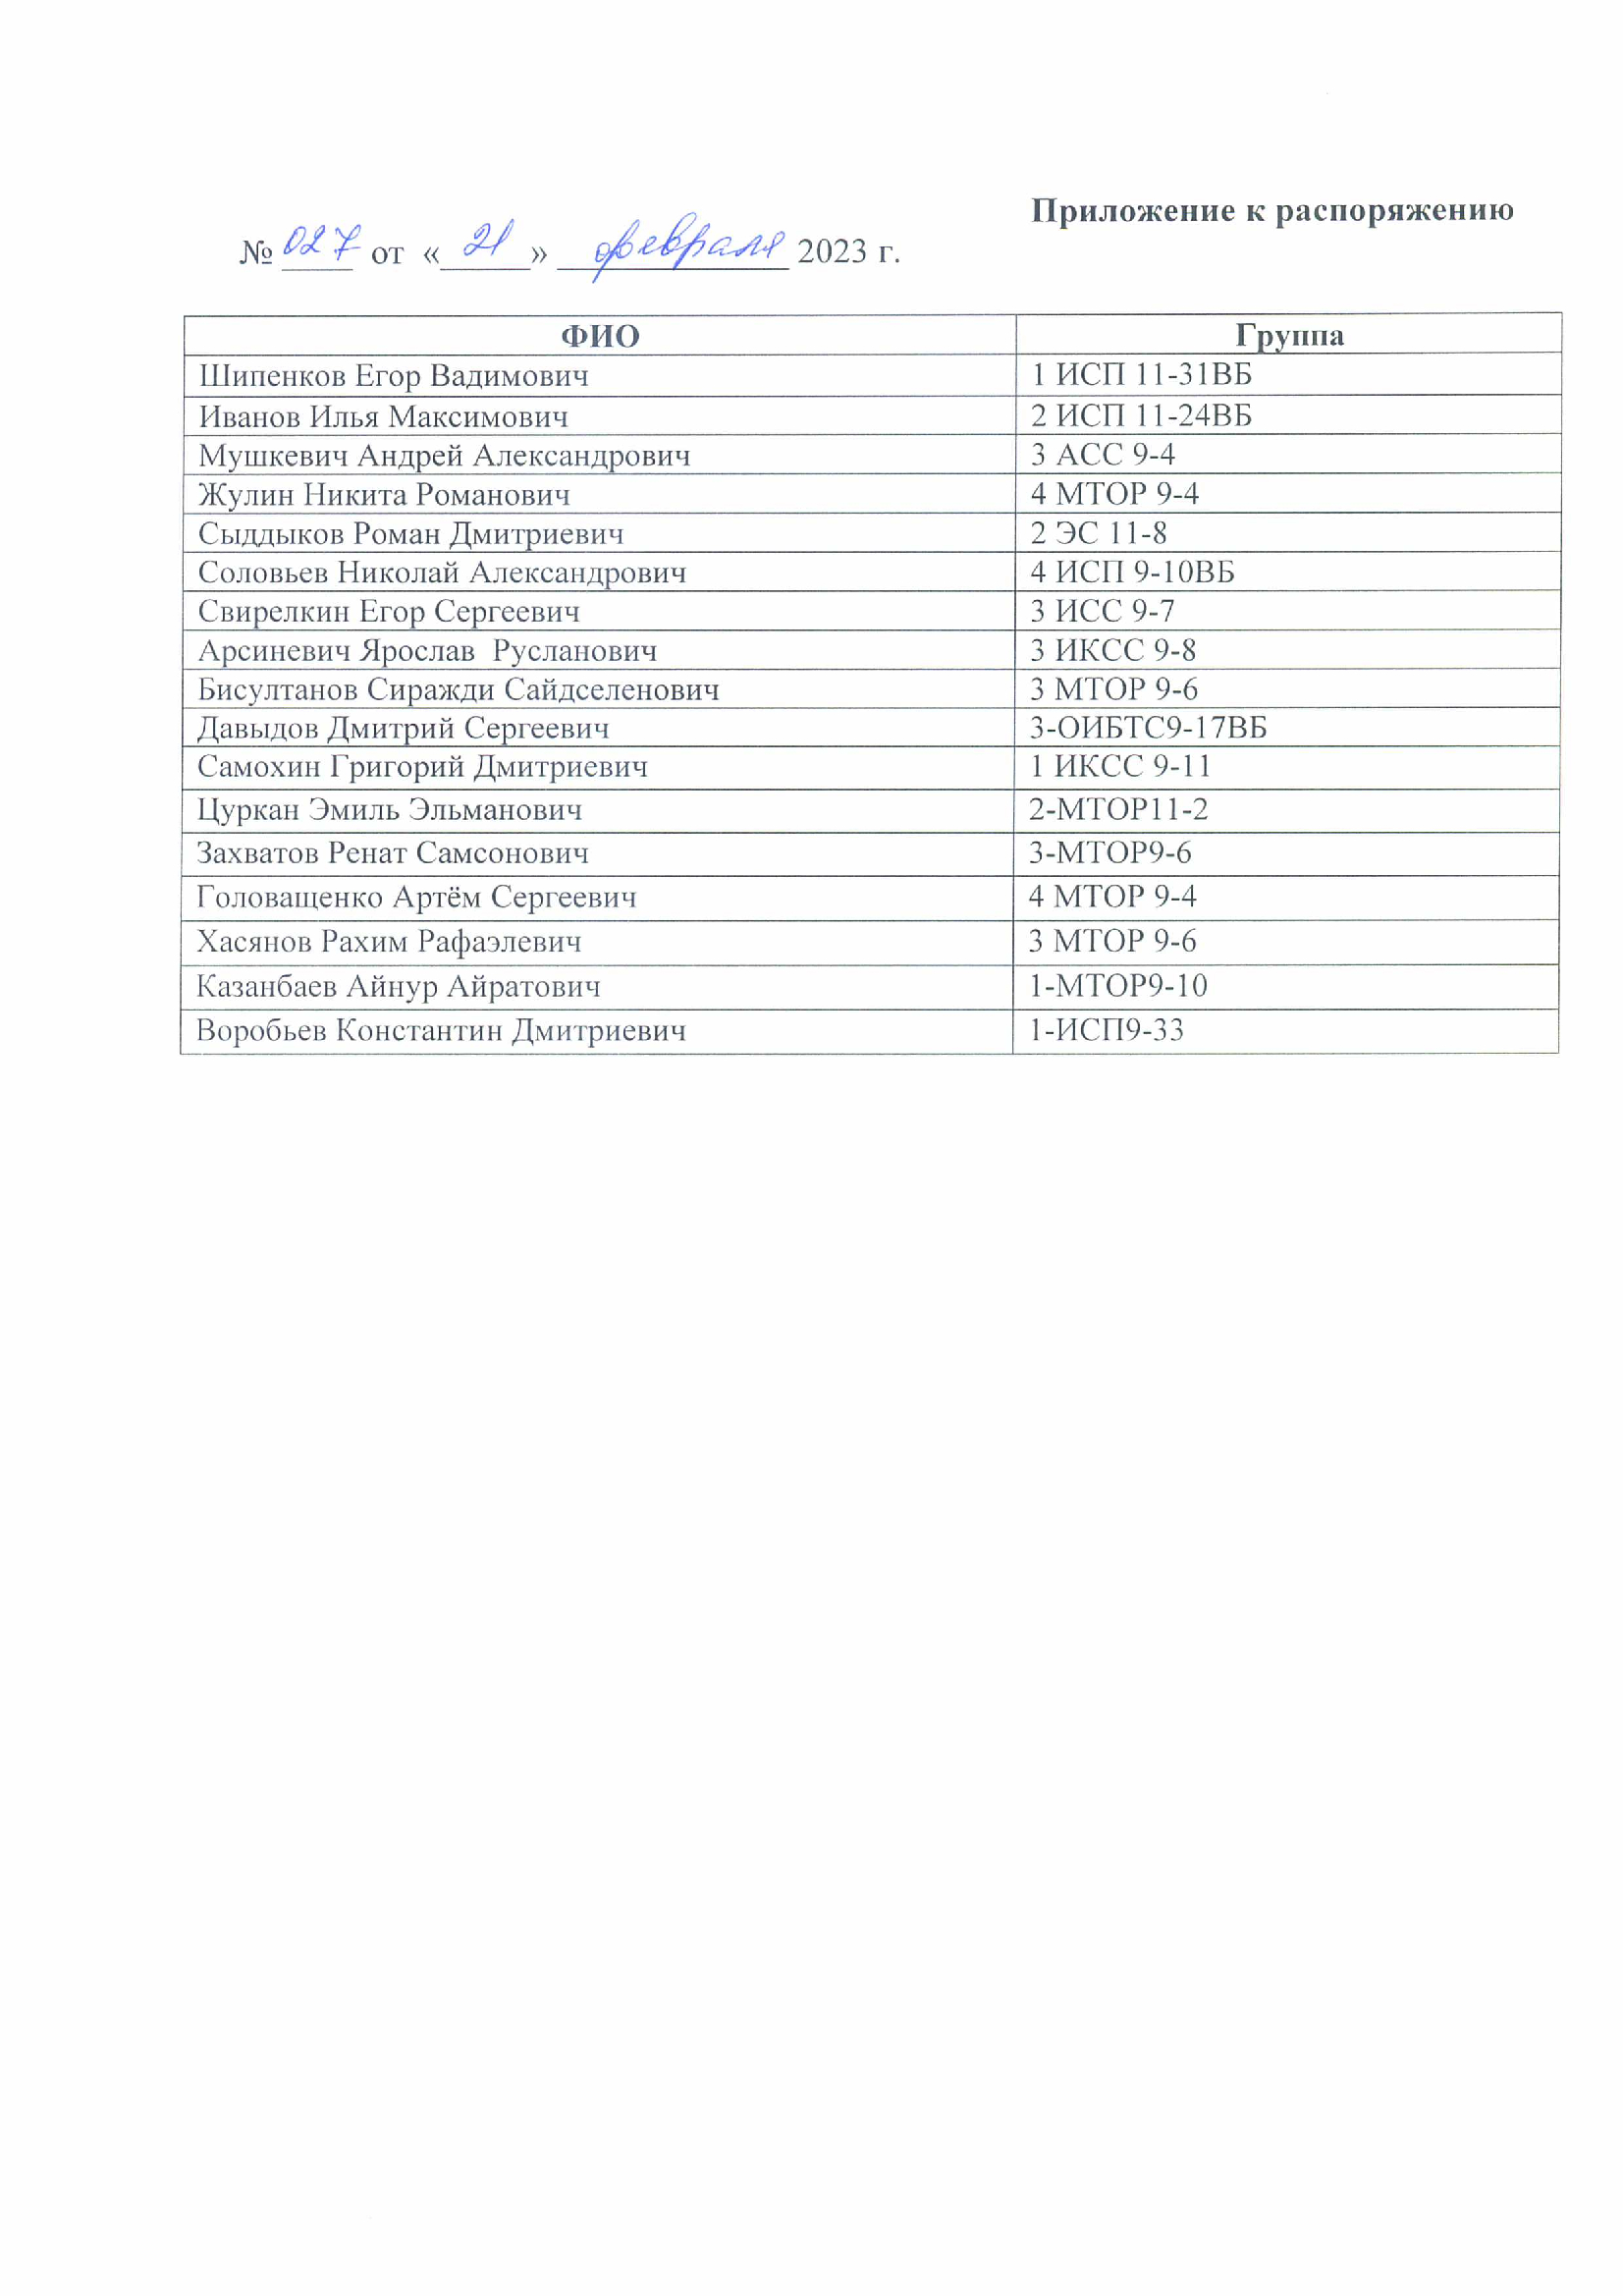 Приложение к распоряжению
№ 027 от « 21 » февраля 2023 г.
ФИО Группа
Шипенков Егор Вадимович 1 ИСП 11-31ВБ
Иванов Илья Максимович 2 ИСП 11-24ВБ
Мушкевич Андрей Александрович 3 АСС 9-4
Жулин Никита Романович 4 МТОР 9-4
Сыддыков Роман Дмитриевич 2 ЭС 11-8
Соловьев Николай Александрович 4 ИСП 9-10ВБ
Свирелкин Егор Сергеевич 3 ИСС 9-7
Арсиневич Ярослав  Русланович 3 ИКСС 9-8
Бисултанов Сиражди Сайдселенович 3 МТОР 9-6
Давыдов Дмитрий Сергеевич 3-ОИБТС9-17ВБ
Самохин Григорий Дмитриевич 1 ИКСС 9-11
Цуркан Эмиль Эльманович 2-МТОР11-2
Захватов Ренат Самсонович 3-МТОР9-6
Головащенко Артём Сергеевич 4 МТОР 9-4
Хасянов Рахим Рафаэлевич 3 МТОР 9-6
Казанбаев Айнур Айратович 1-МТОР9-10
Воробьев Константин Дмитриевич 1-ИСП9-33